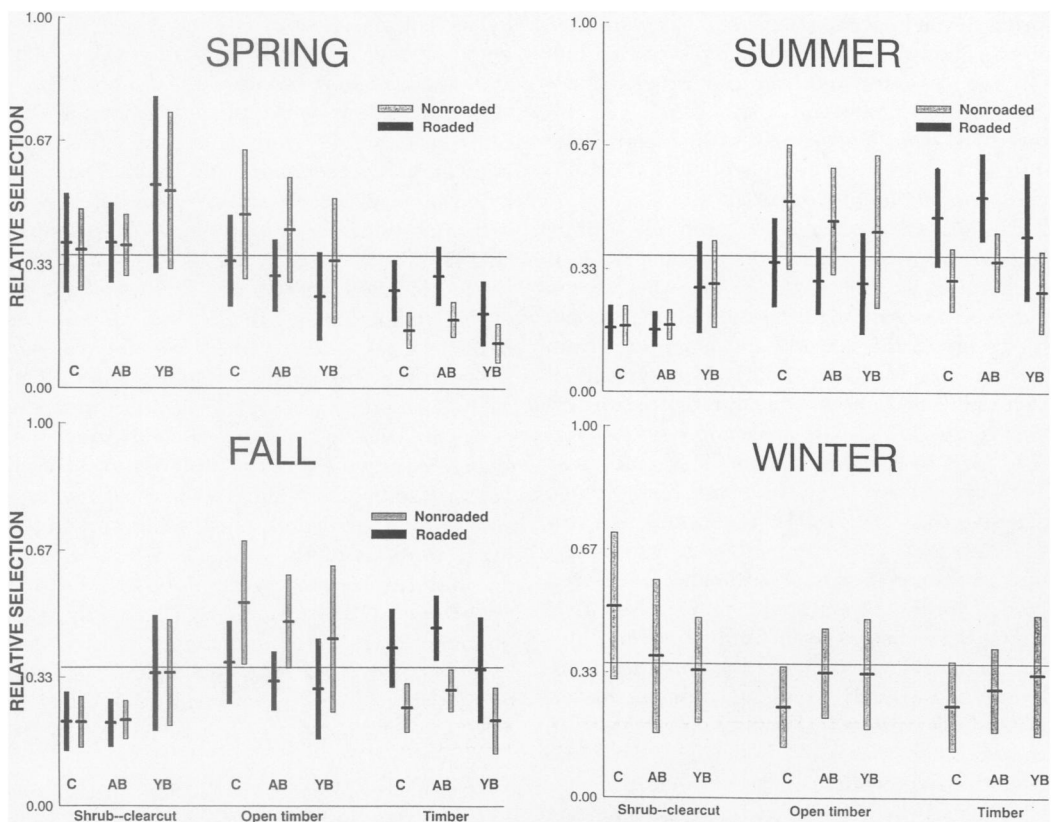 1.00
SPRING
Nonroaded
Roaded
0.67
0.33
0.00
RELATIVE SELECTION
C AB YB C AB YB C AB YB
1.00
SUMMER
Nonroaded
Roaded
0.67
0.33
0.00
C AB YB C AB YB C AB YB
1.00
FALL
Nonroaded
Roaded
0.67
0.33
0.00
RELATIVE SELECTION
C AB YB C AB YB C AB YB
Shrub--clearcut Open timber Timber
1.00
WINTER
0.67
0.33
0.00
C AB YB C AB YB C AB YB
Shrub--clearcut Open timber Timber